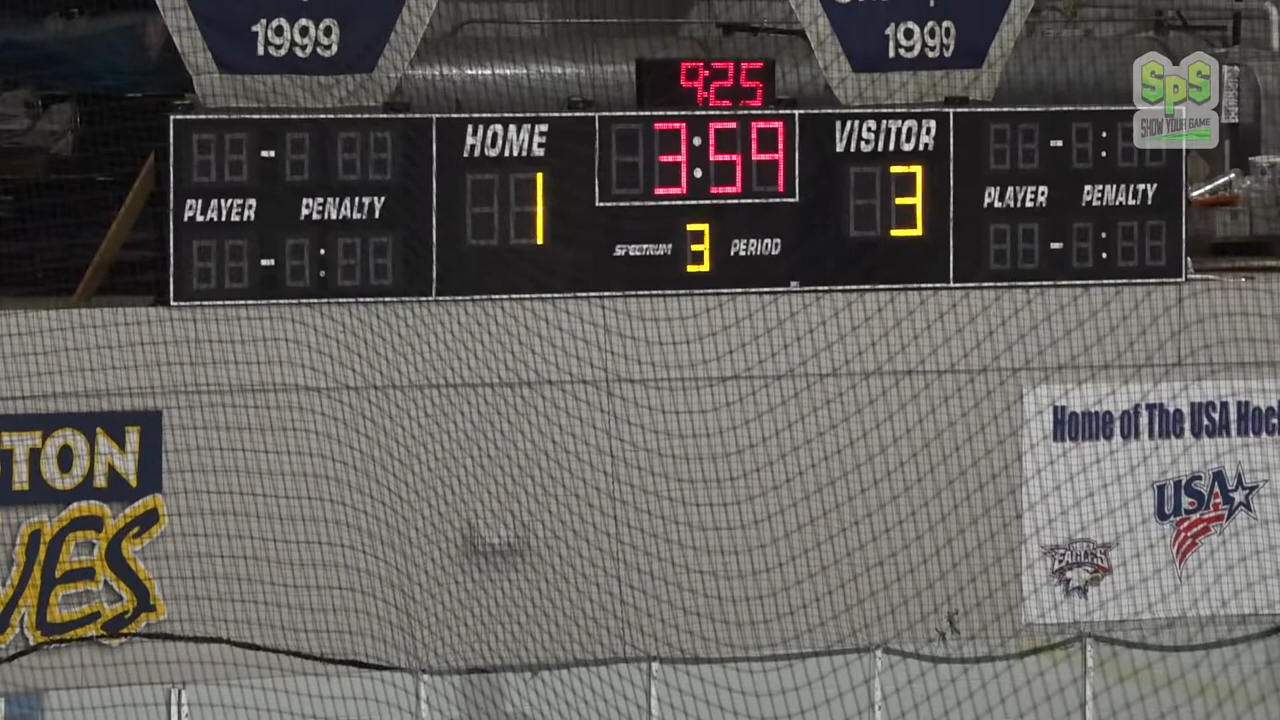 1999
1999
9:25
SPS
SHOW YOUR GAME
HOME
3:59
VISITOR
1
3
PLAYER PENALTY
PLAYER PENALTY
SPECTRUM 3 PERIOD
TON
VES
Home of The USA Hoc
USA
EAGLES